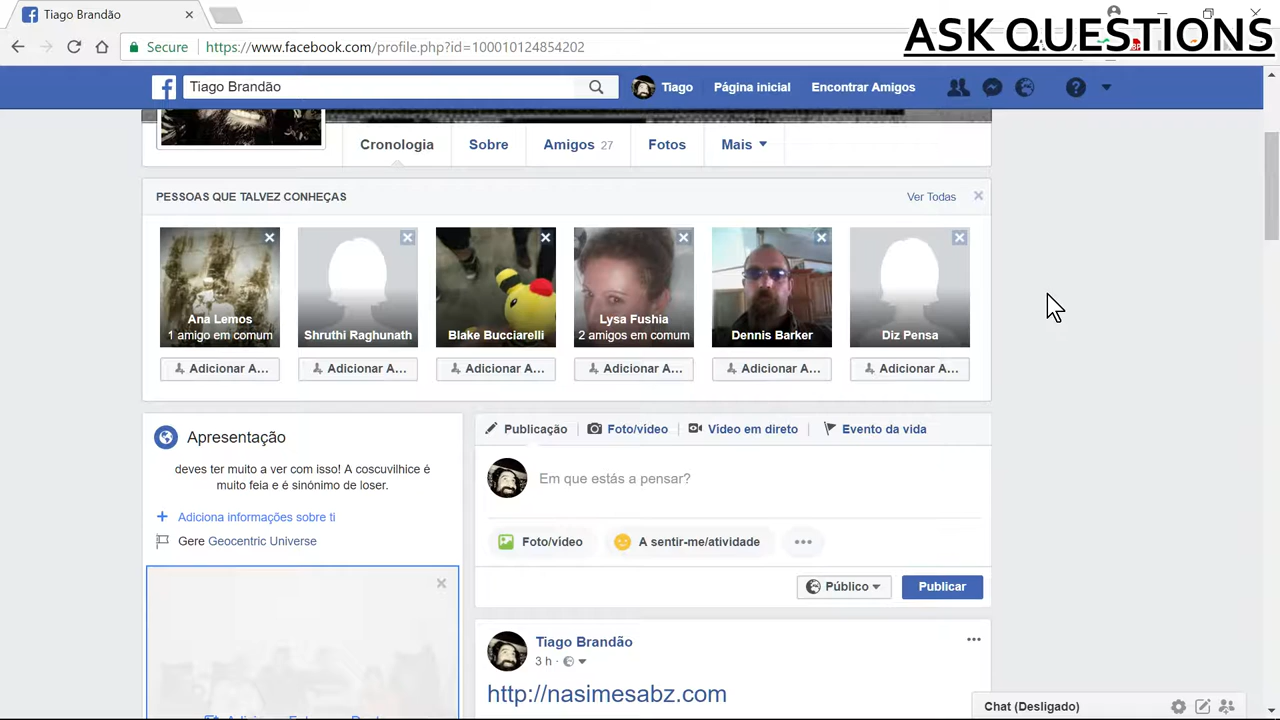 Tiago Brandão
ASK QUESTIONS
Secure
https://www.facebook.com/profile.php?id=100010124854202
Tiago Brandão
Tiago
Página inicial
Encontrar Amigos
Cronologia
Sobre
Amigos 27
Fotos
Mais
PESSOAS QUE TALVEZ CONHEÇAS
Ver Todas
Ana Lemos
1 amigo em comum
Shruthi Raghunath
Blake Bucciarelli
Lysa Fushia
2 amigos em comum
Dennis Barker
Diz Pensa
Adicionar A...
Adicionar A...
Adicionar A...
Adicionar A...
Adicionar A...
Adicionar A...
Apresentação
deves ter muito a ver com isso! A coscuvilhice é
muito feia e é sinónimo de loser.
Adiciona informações sobre ti
Gere Geocentric Universe
Publicação
Foto/vídeo
Vídeo em direto
Evento da vida
Em que estás a pensar?
Foto/vídeo
A sentir-me/atividade
Público
Publicar
Tiago Brandão
3 h
http://nasimesabz.com
Chat (Desligado)